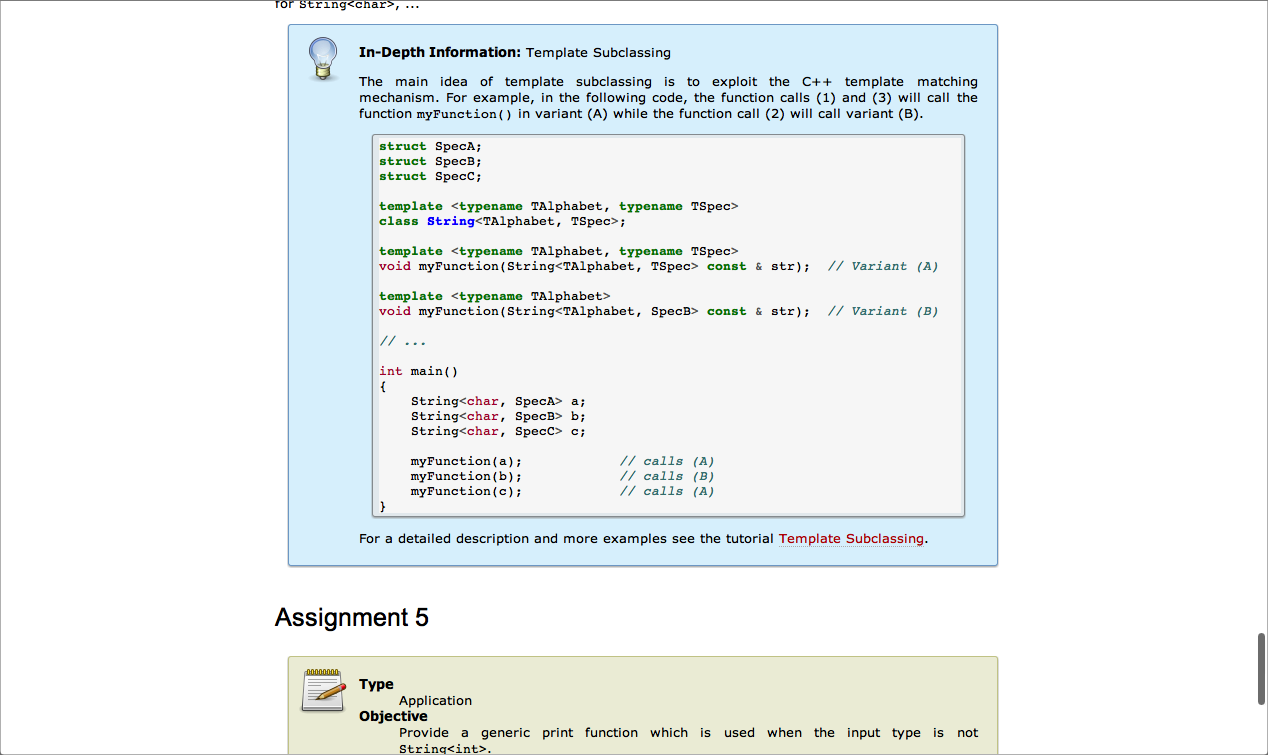 for String<char>, ...
In-Depth Information: Template Subclassing
The main idea of template subclassing is to exploit the C++ template matching
mechanism. For example, in the following code, the function calls (1) and (3) will call the
function myFunction() in variant (A) while the function call (2) will call variant (B).
struct SpecA;
struct SpecB;
struct SpecC;
template <typename TAlphabet, typename TSpec>
class String<TAlphabet, TSpec>;
template <typename TAlphabet, typename TSpec>
void myFunction(String<TAlphabet, TSpec> const & str);  // Variant (A)
template <typename TAlphabet>
void myFunction(String<TAlphabet, SpecB> const & str);  // Variant (B)
// ...
int main()
{
    String<char, SpecA> a;
    String<char, SpecB> b;
    String<char, SpecC> c;
    myFunction(a);            // calls (A)
    myFunction(b);            // calls (B)
    myFunction(c);            // calls (A)
}
For a detailed description and more examples see the tutorial Template Subclassing.
Assignment 5
Type
Application
Objective
Provide a generic print function which is used when the input type is not
String<int>.